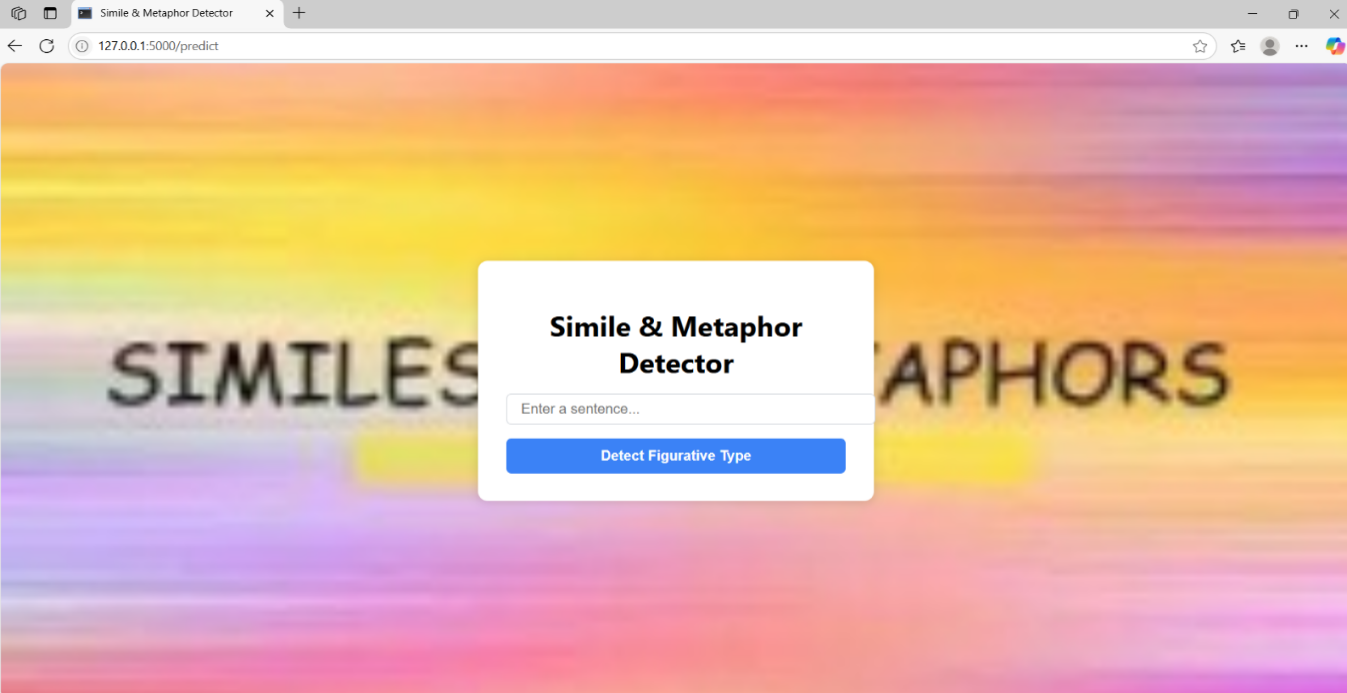 Simile & Metaphor Detector
127.0.0.1:5000/predict
Simile & Metaphor
Detector
SIMILES APHORS
Enter a sentence...
Detect Figurative Type